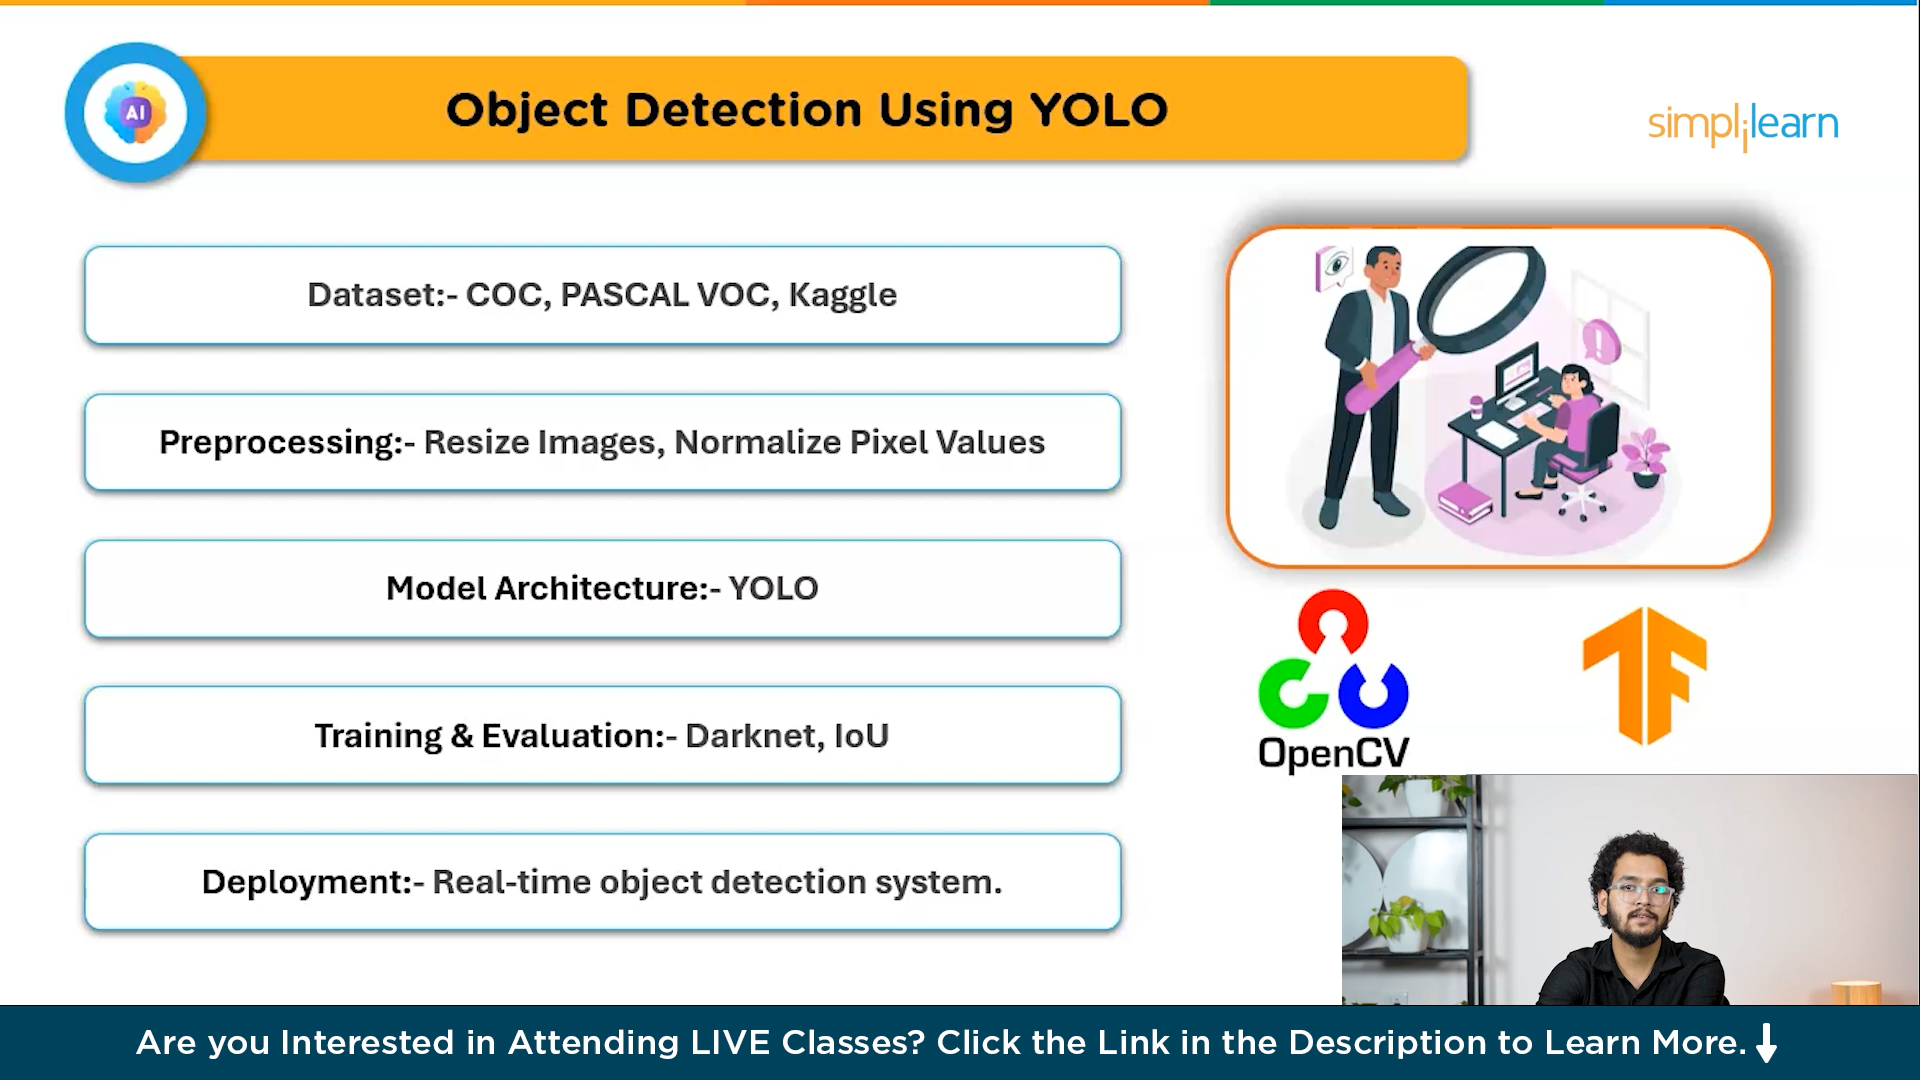 AI
Object Detection Using YOLO
simplilearn
Dataset:- COC, PASCAL VOC, Kaggle
Preprocessing:- Resize Images, Normalize Pixel Values
Model Architecture:- YOLO
Training & Evaluation:- Darknet, IoU
Deployment:- Real-time object detection system.
OpenCV
Are you Interested in Attending LIVE Classes? Click the Link in the Description to Learn More.